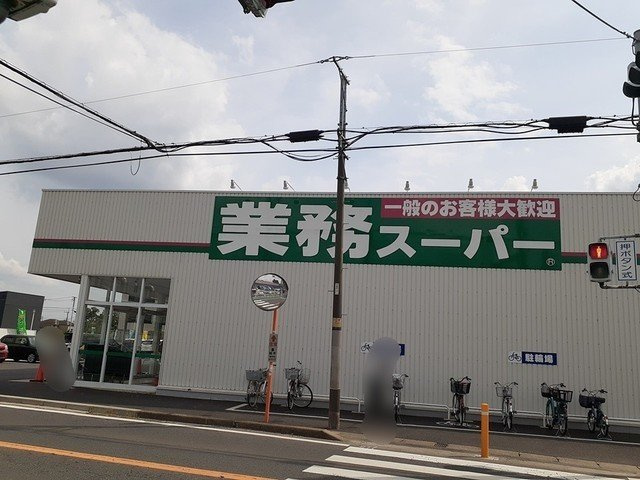 一般のお客様大歓迎
業務スーパー
®
押ボタン式
駐輪場